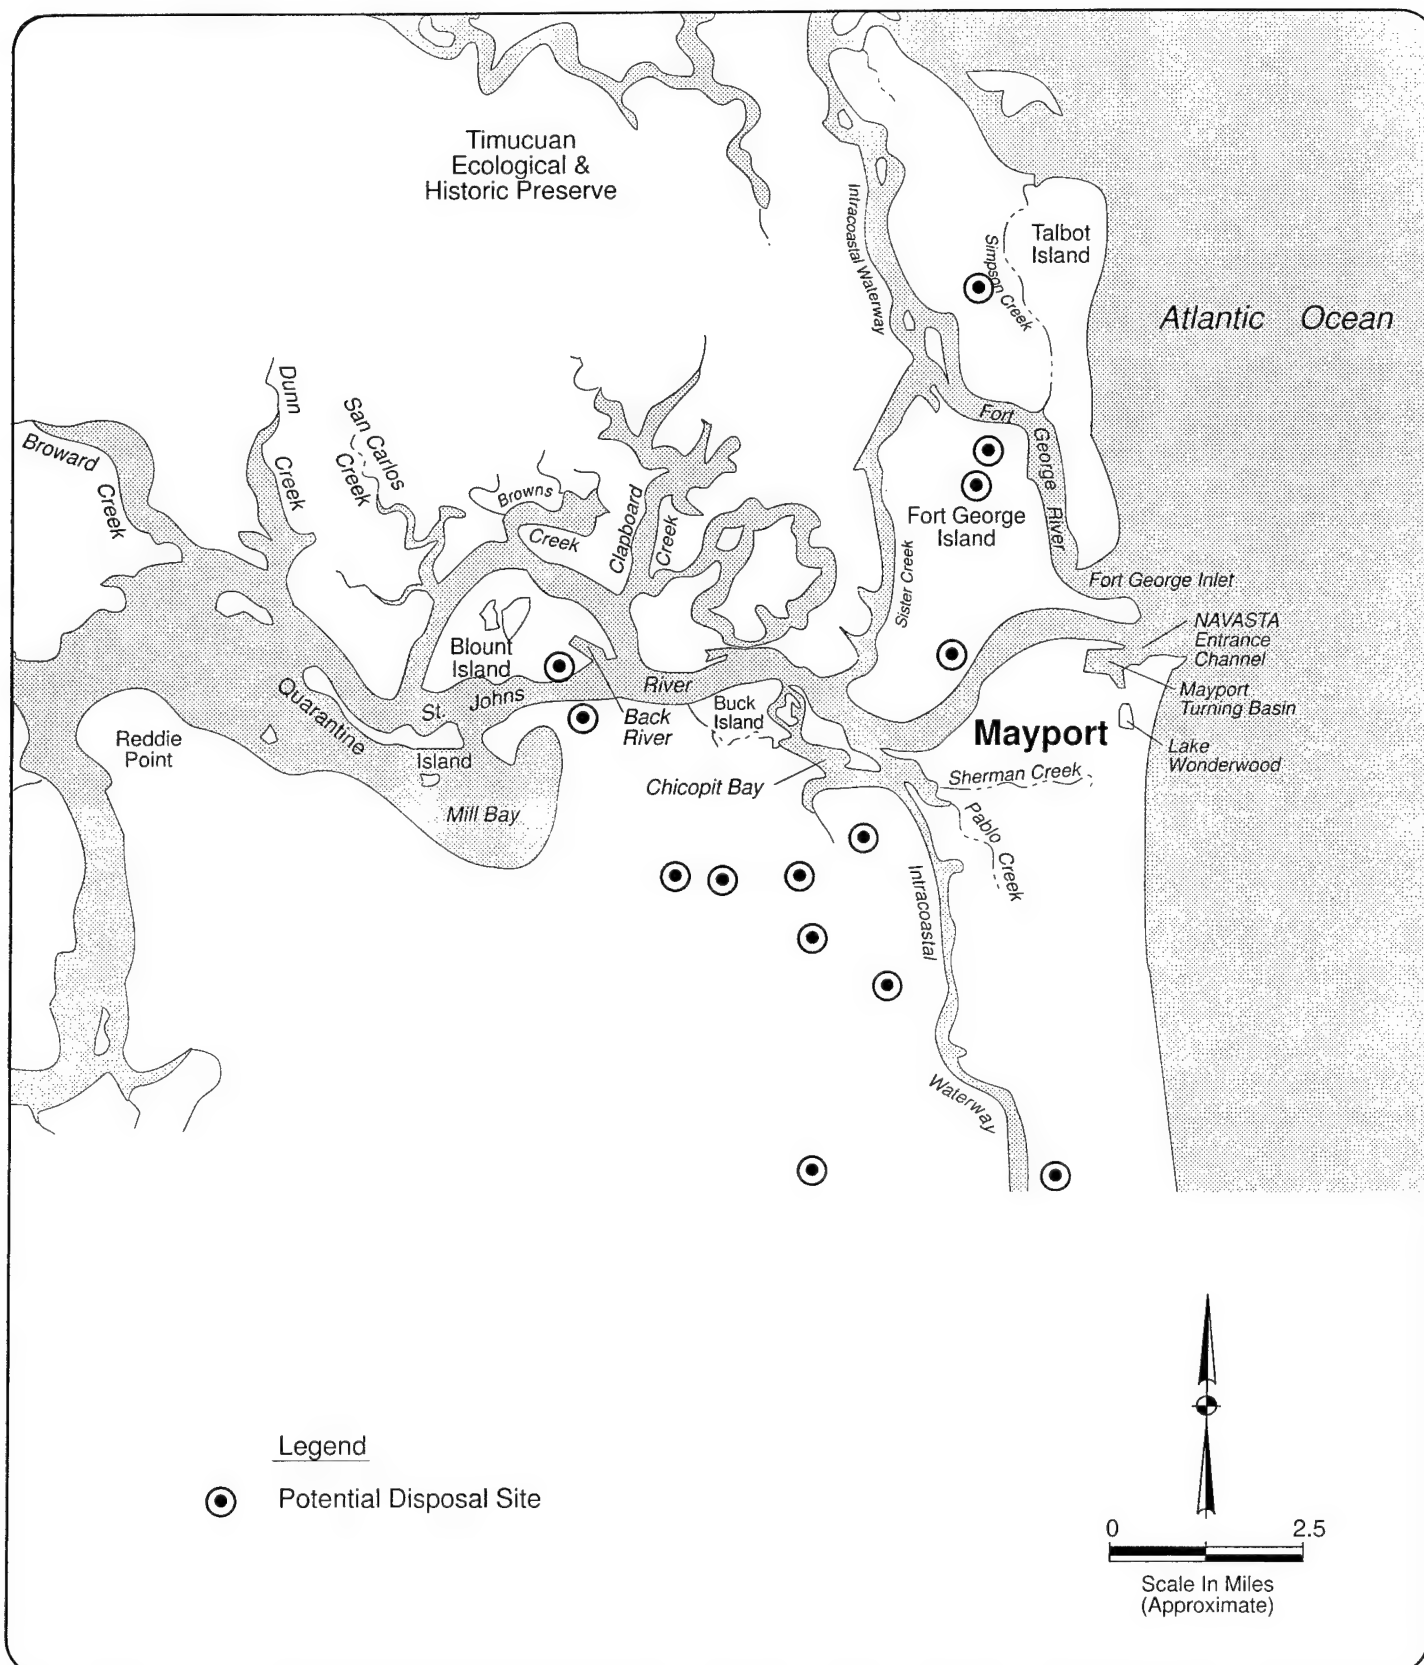 Timucuan
Ecological &
Historic Preserve
Intracoastal Waterway
Simpson Creek
Talbot
Island
Atlantic Ocean
Dunn
Creek
San Carlos
Creek
Broward
Creek
Browns
Creek
Clapboard
Creek
Fort
George
River
Fort George
Island
Sister Creek
Fort George Inlet
NAVASTA
Entrance
Channel
Mayport
Turning Basin
Lake
Wonderwood
Blount
Island
Quarantine
Island
St.
Johns
River
Back
River
Buck
Island
Reddie
Point
Mill Bay
Chicopit Bay
Mayport
Sherman Creek
Pablo Creek
Intracoastal
Waterway
Legend
Potential Disposal Site
0 2.5
Scale In Miles
(Approximate)